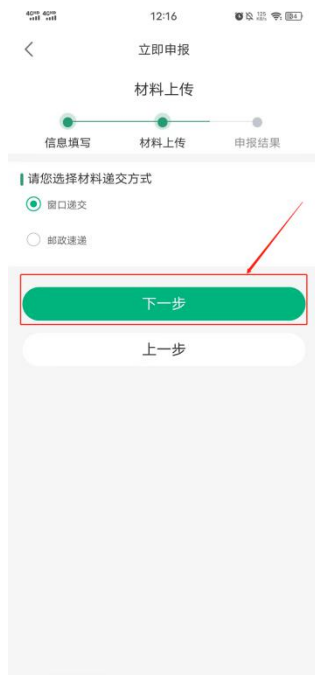 12:16
立即申报
材料上传
信息填写 材料上传 申报结果
请您选择材料递交方式
窗口递交
邮政速递
下一步
上一步